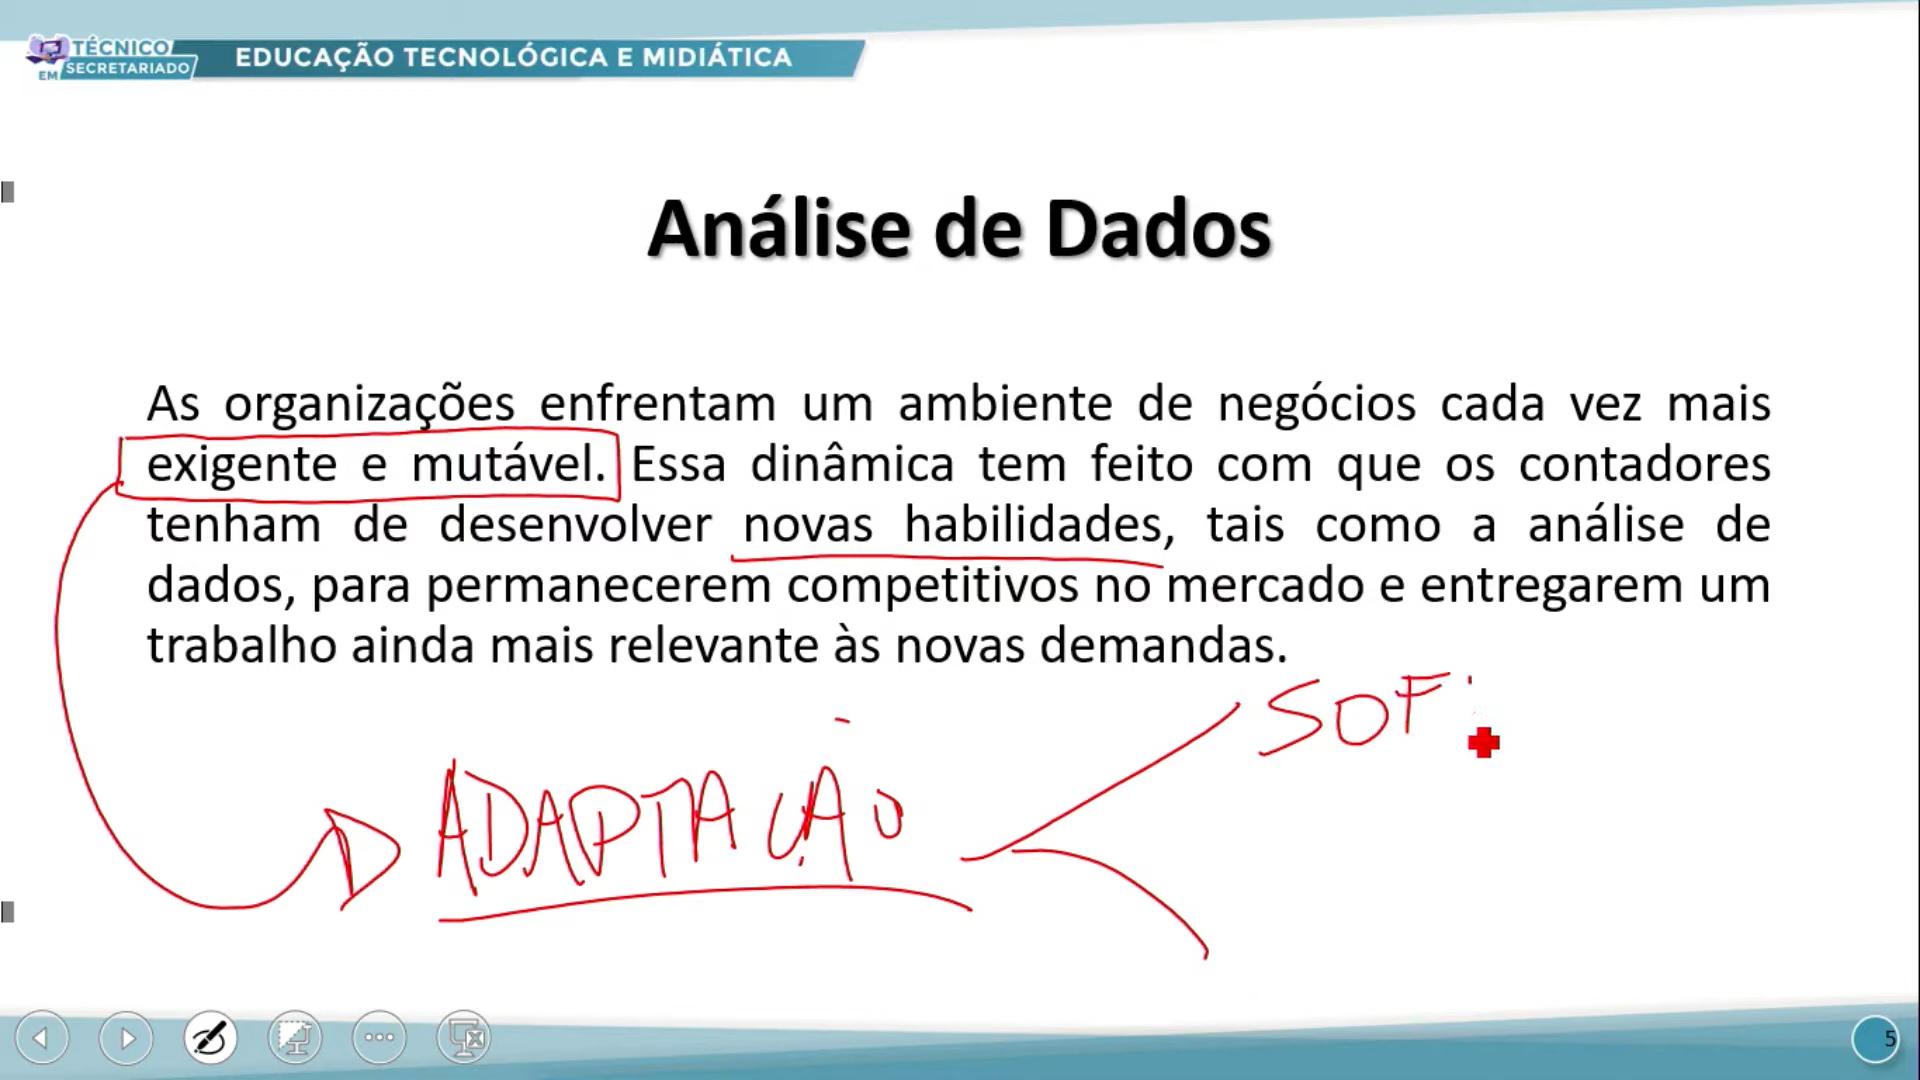 TÉCNICO
EM SECRETARIADO
EDUCAÇÃO TECNOLÓGICA E MIDIÁTICA
Análise de Dados
As organizações enfrentam um ambiente de negócios cada vez mais
exigente e mutável. Essa dinâmica tem feito com que os contadores
tenham de desenvolver novas habilidades, tais como a análise de
dados, para permanecerem competitivos no mercado e entregarem um
trabalho ainda mais relevante às novas demandas.
SOF
ADAPTAÇÃO
5